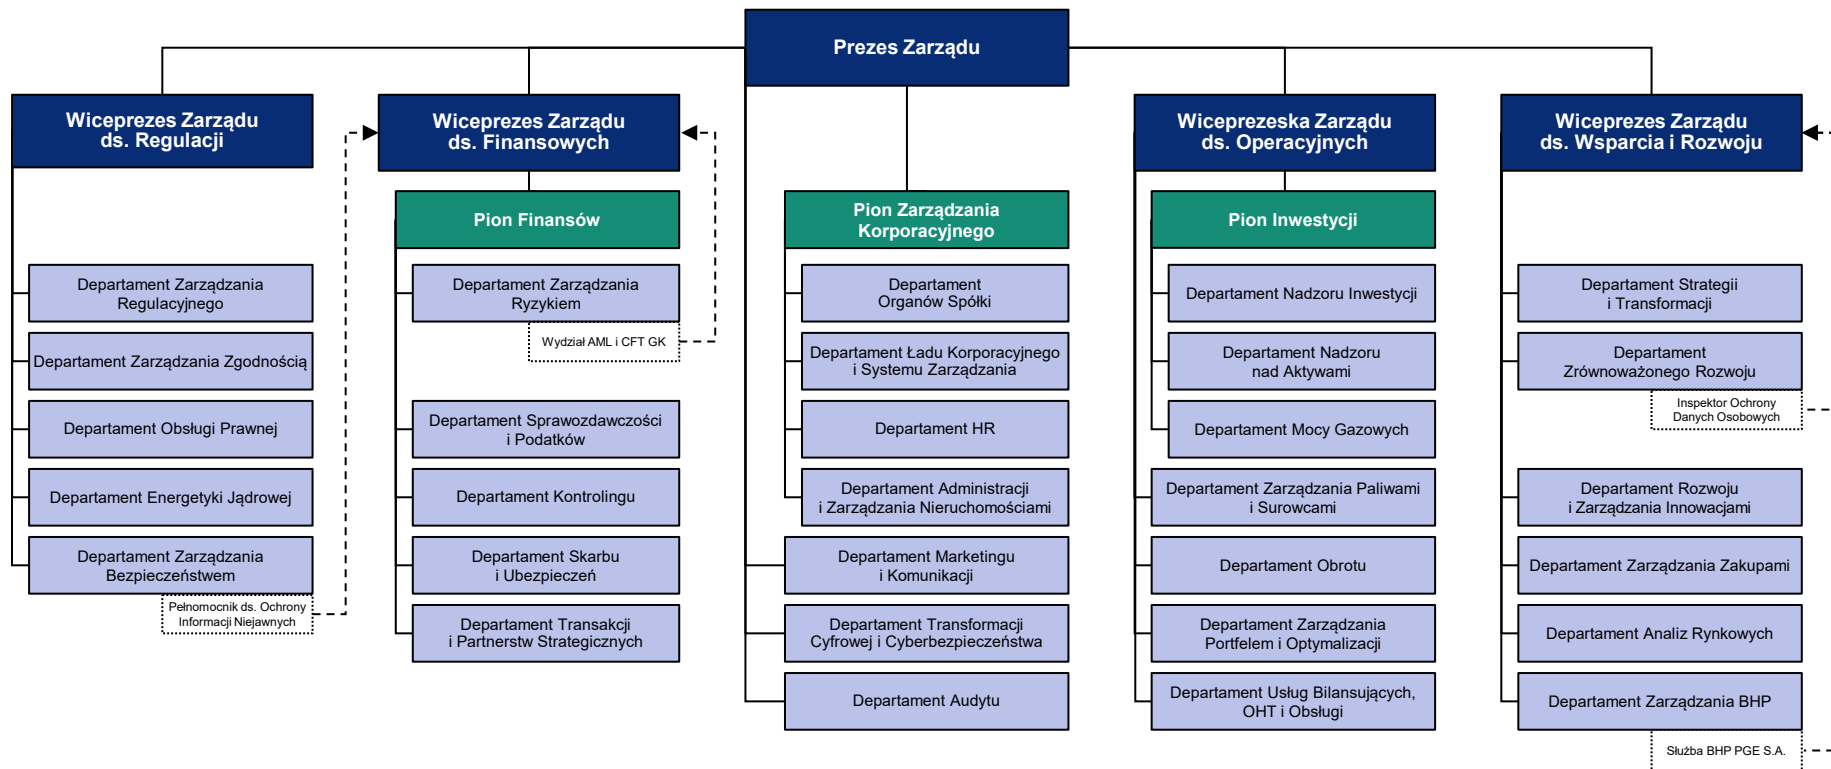 Prezes Zarządu
Wiceprezes Zarządu
ds. Regulacji
Wiceprezes Zarządu
ds. Finansowych
Wiceprezeska Zarządu
ds. Operacyjnych
Wiceprezes Zarządu
ds. Wsparcia i Rozwoju
Pion Finansów
Pion Zarządzania
Korporacyjnego
Pion Inwestycji
Departament Zarządzania
Regulacyjnego
Departament Zarządzania Zgodnością
Departament Obsługi Prawnej
Departament Energetyki Jądrowej
Departament Zarządzania
Bezpieczeństwem
Pełnomocnik ds. Ochrony
Informacji Niejawnych
Departament Zarządzania
Ryzykiem
Wydział AML i CFT GK
Departament Sprawozdawczości
i Podatków
Departament Kontrolingu
Departament Skarbu
i Ubezpieczeń
Departament Transakcji
i Partnerstw Strategicznych
Departament
Organów Spółki
Departament Ładu Korporacyjnego
i Systemu Zarządzania
Departament HR
Departament Administracji
i Zarządzania Nieruchomościami
Departament Marketingu
i Komunikacji
Departament Transformacji
Cyfrowej i Cyberbezpieczeństwa
Departament Audytu
Departament Nadzoru Inwestycji
Departament Nadzoru
nad Aktywami
Departament Mocy Gazowych
Departament Zarządzania Paliwami
i Surowcami
Departament Obrotu
Departament Zarządzania
Portfelem i Optymalizacji
Departament Usług Bilansujących,
OHT i Obsługi
Departament Strategii
i Transformacji
Departament
Zrównoważonego Rozwoju
Inspektor Ochrony
Danych Osobowych
Departament Rozwoju
i Zarządzania Innowacjami
Departament Zarządzania Zakupami
Departament Analiz Rynkowych
Departament Zarządzania BHP
Służba BHP PGE S.A.